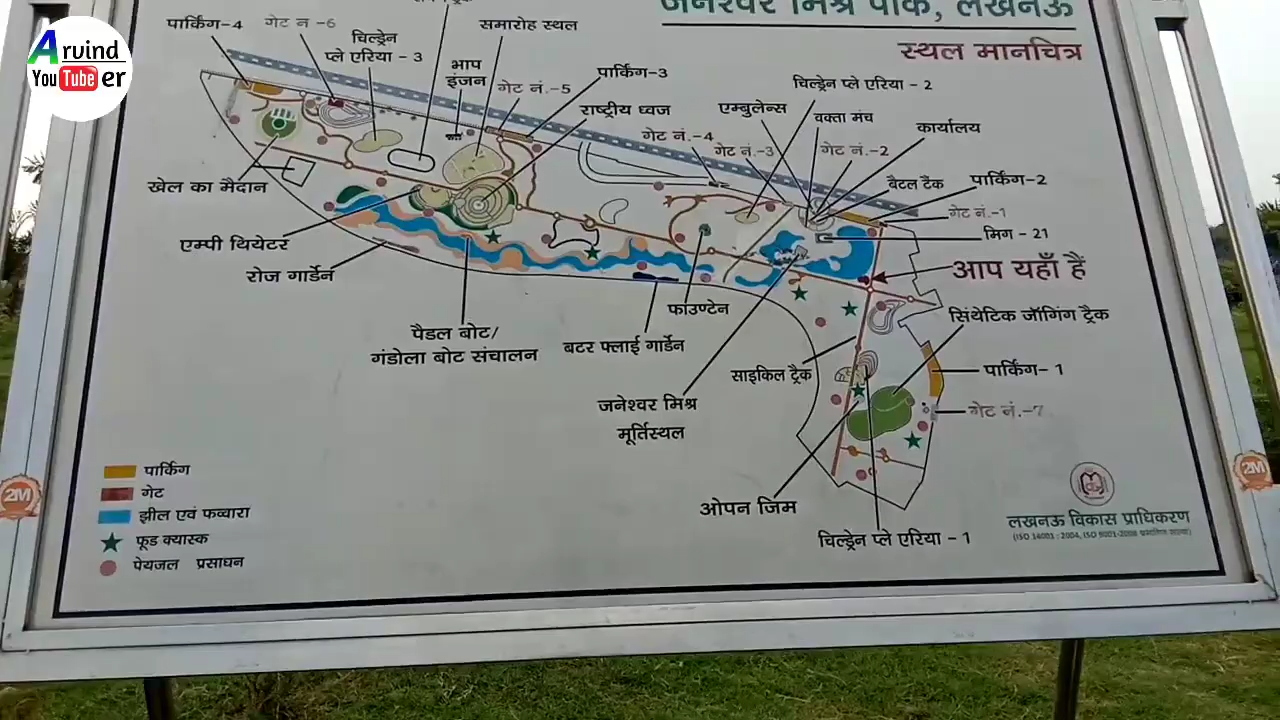 Arvind
YouTuber
जनेश्वर मिश्र पार्क, लखनऊ
स्थल मानचित्र
पार्किंग-4
गेट नं -6
चिल्ड्रेन
प्ले एरिया - 3
भाप
इंजन
समारोह स्थल
गेट नं.-5
पार्किंग-3
राष्ट्रीय ध्वज
चिल्ड्रेन प्ले एरिया - 2
एम्बुलेन्स
वक्ता मंच
गेट नं.-4
गेट नं.-3
गेट नं.-2
कार्यालय
बैटल टैंक
पार्किंग-2
गेट नं.-1
मिग - 21
आप यहाँ हैं
खेल का मैदान
एम्पी थियेटर
रोज गार्डेन
पैडल बोट/
गंडोला बोट संचालन
बटर फ्लाई गार्डेन
फाउण्टेन
सिंथेटिक जॉगिंग ट्रैक
साइकिल ट्रैक
पार्किंग- 1
जनेश्वर मिश्र
मूर्तिस्थल
गेट नं.-7
ओपन जिम
चिल्ड्रेन प्ले एरिया - 1
पार्किंग
गेट
झील एवं फव्वारा
फूड क्यास्क
पेयजल प्रसाधन
लखनऊ विकास प्राधिकरण
2M
2M